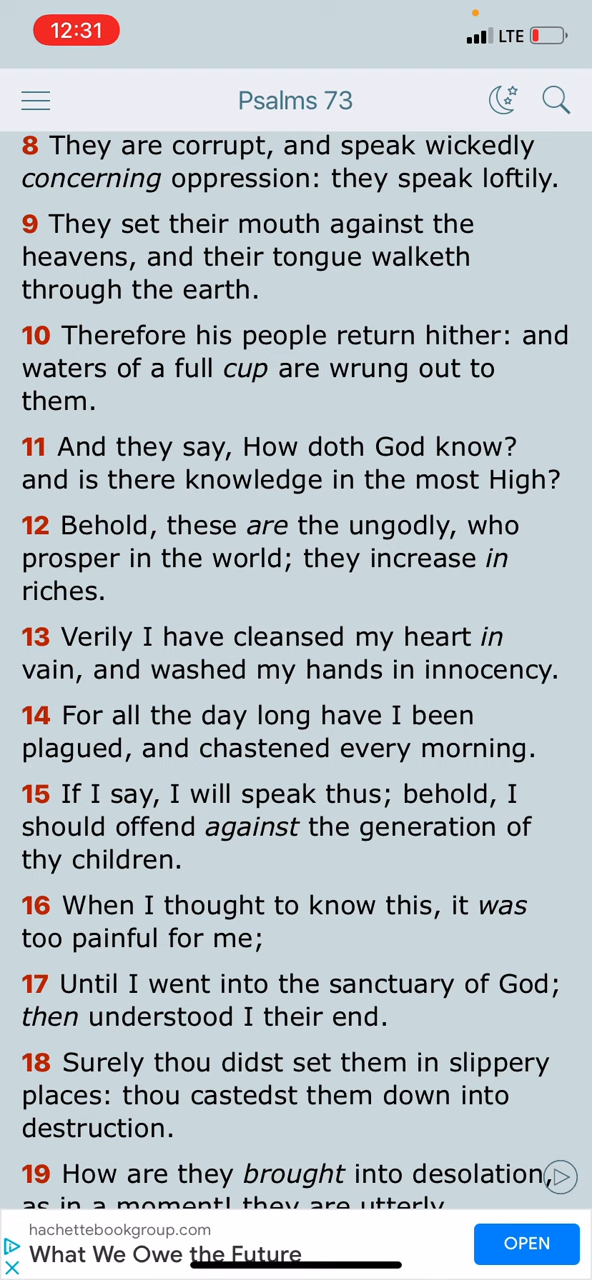 12:31
LTE
Psalms 73
8 They are corrupt, and speak wickedly
concerning oppression: they speak loftily.
9 They set their mouth against the
heavens, and their tongue walketh
through the earth.
10 Therefore his people return hither: and
waters of a full cup are wrung out to
them.
11 And they say, How doth God know?
and is there knowledge in the most High?
12 Behold, these are the ungodly, who
prosper in the world; they increase in
riches.
13 Verily I have cleansed my heart in
vain, and washed my hands in innocency.
14 For all the day long have I been
plagued, and chastened every morning.
15 If I say, I will speak thus; behold, I
should offend against the generation of
thy children.
16 When I thought to know this, it was
too painful for me;
17 Until I went into the sanctuary of God;
then understood I their end.
18 Surely thou didst set them in slippery
places: thou castedst them down into
destruction.
19 How are they brought into desolation,
as in a moment! they are utterly
hachettebookgroup.com
What We Owe the Future
OPEN